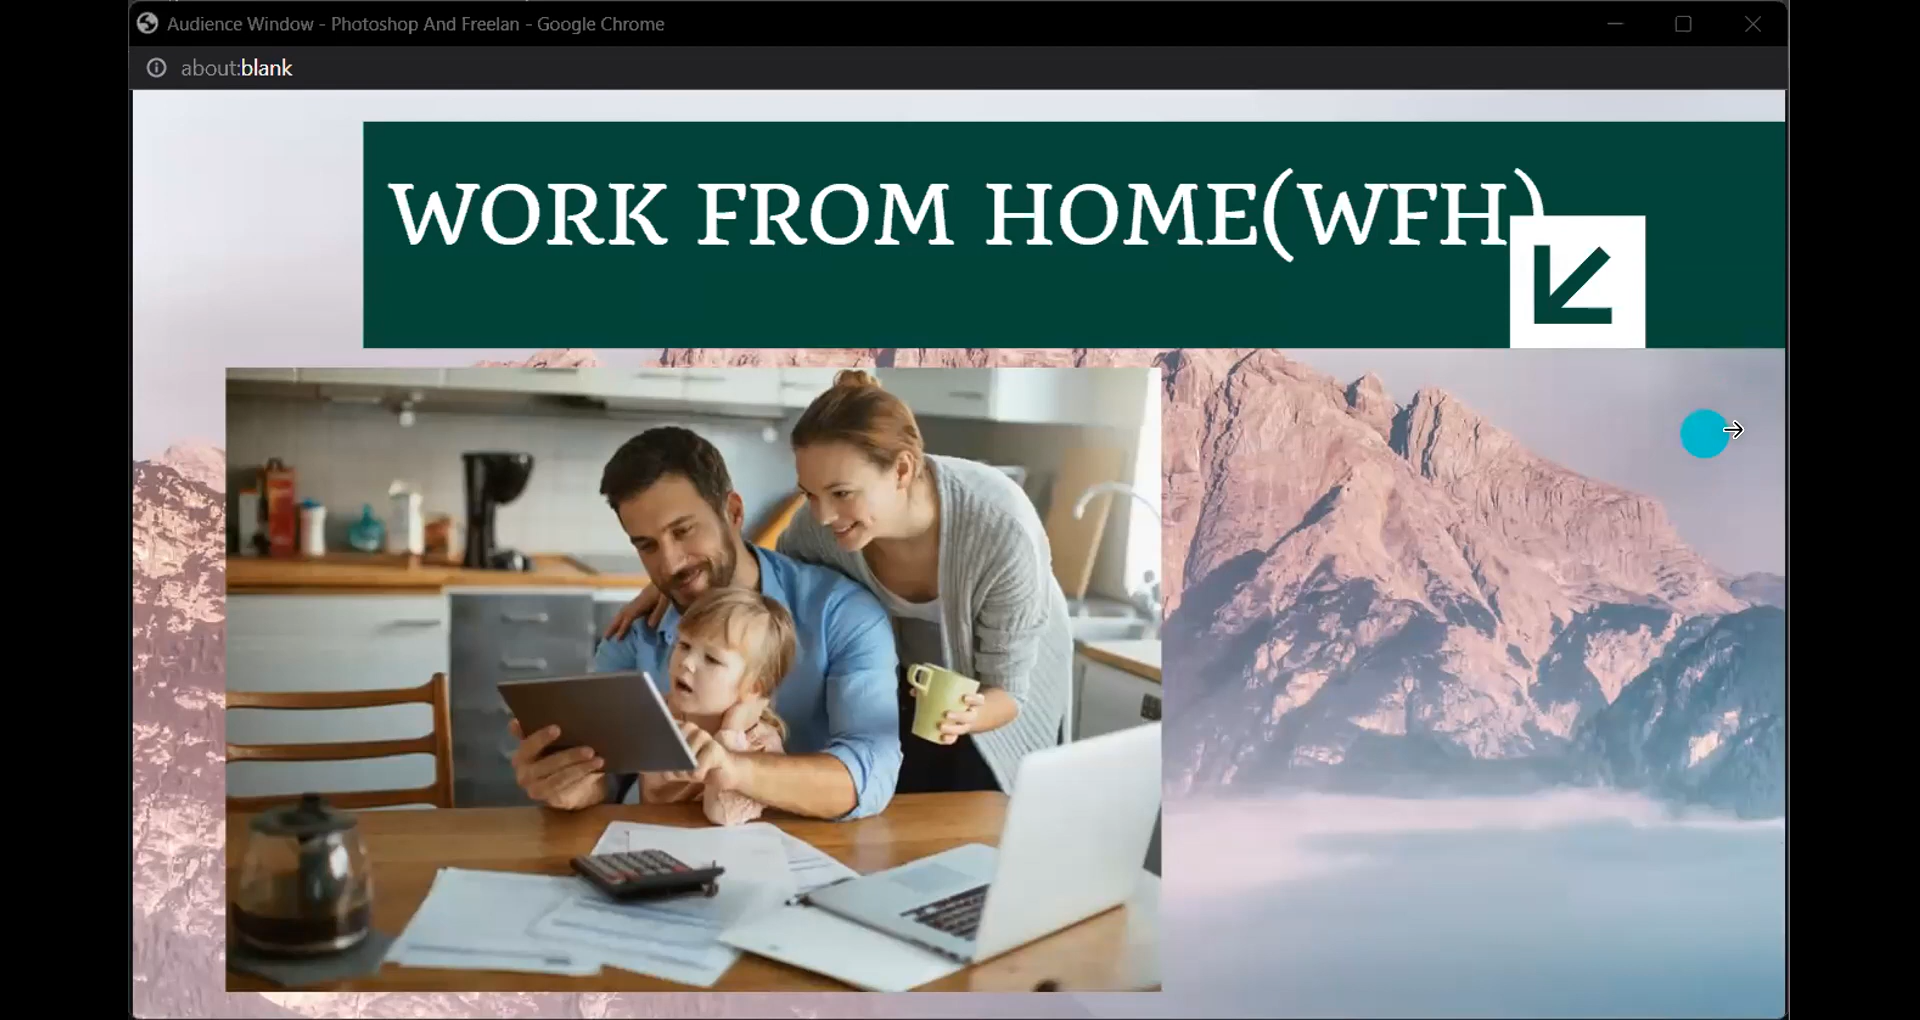 Audience Window - Photoshop And Freelan - Google Chrome
about:blank
WORK FROM HOME(WFH)